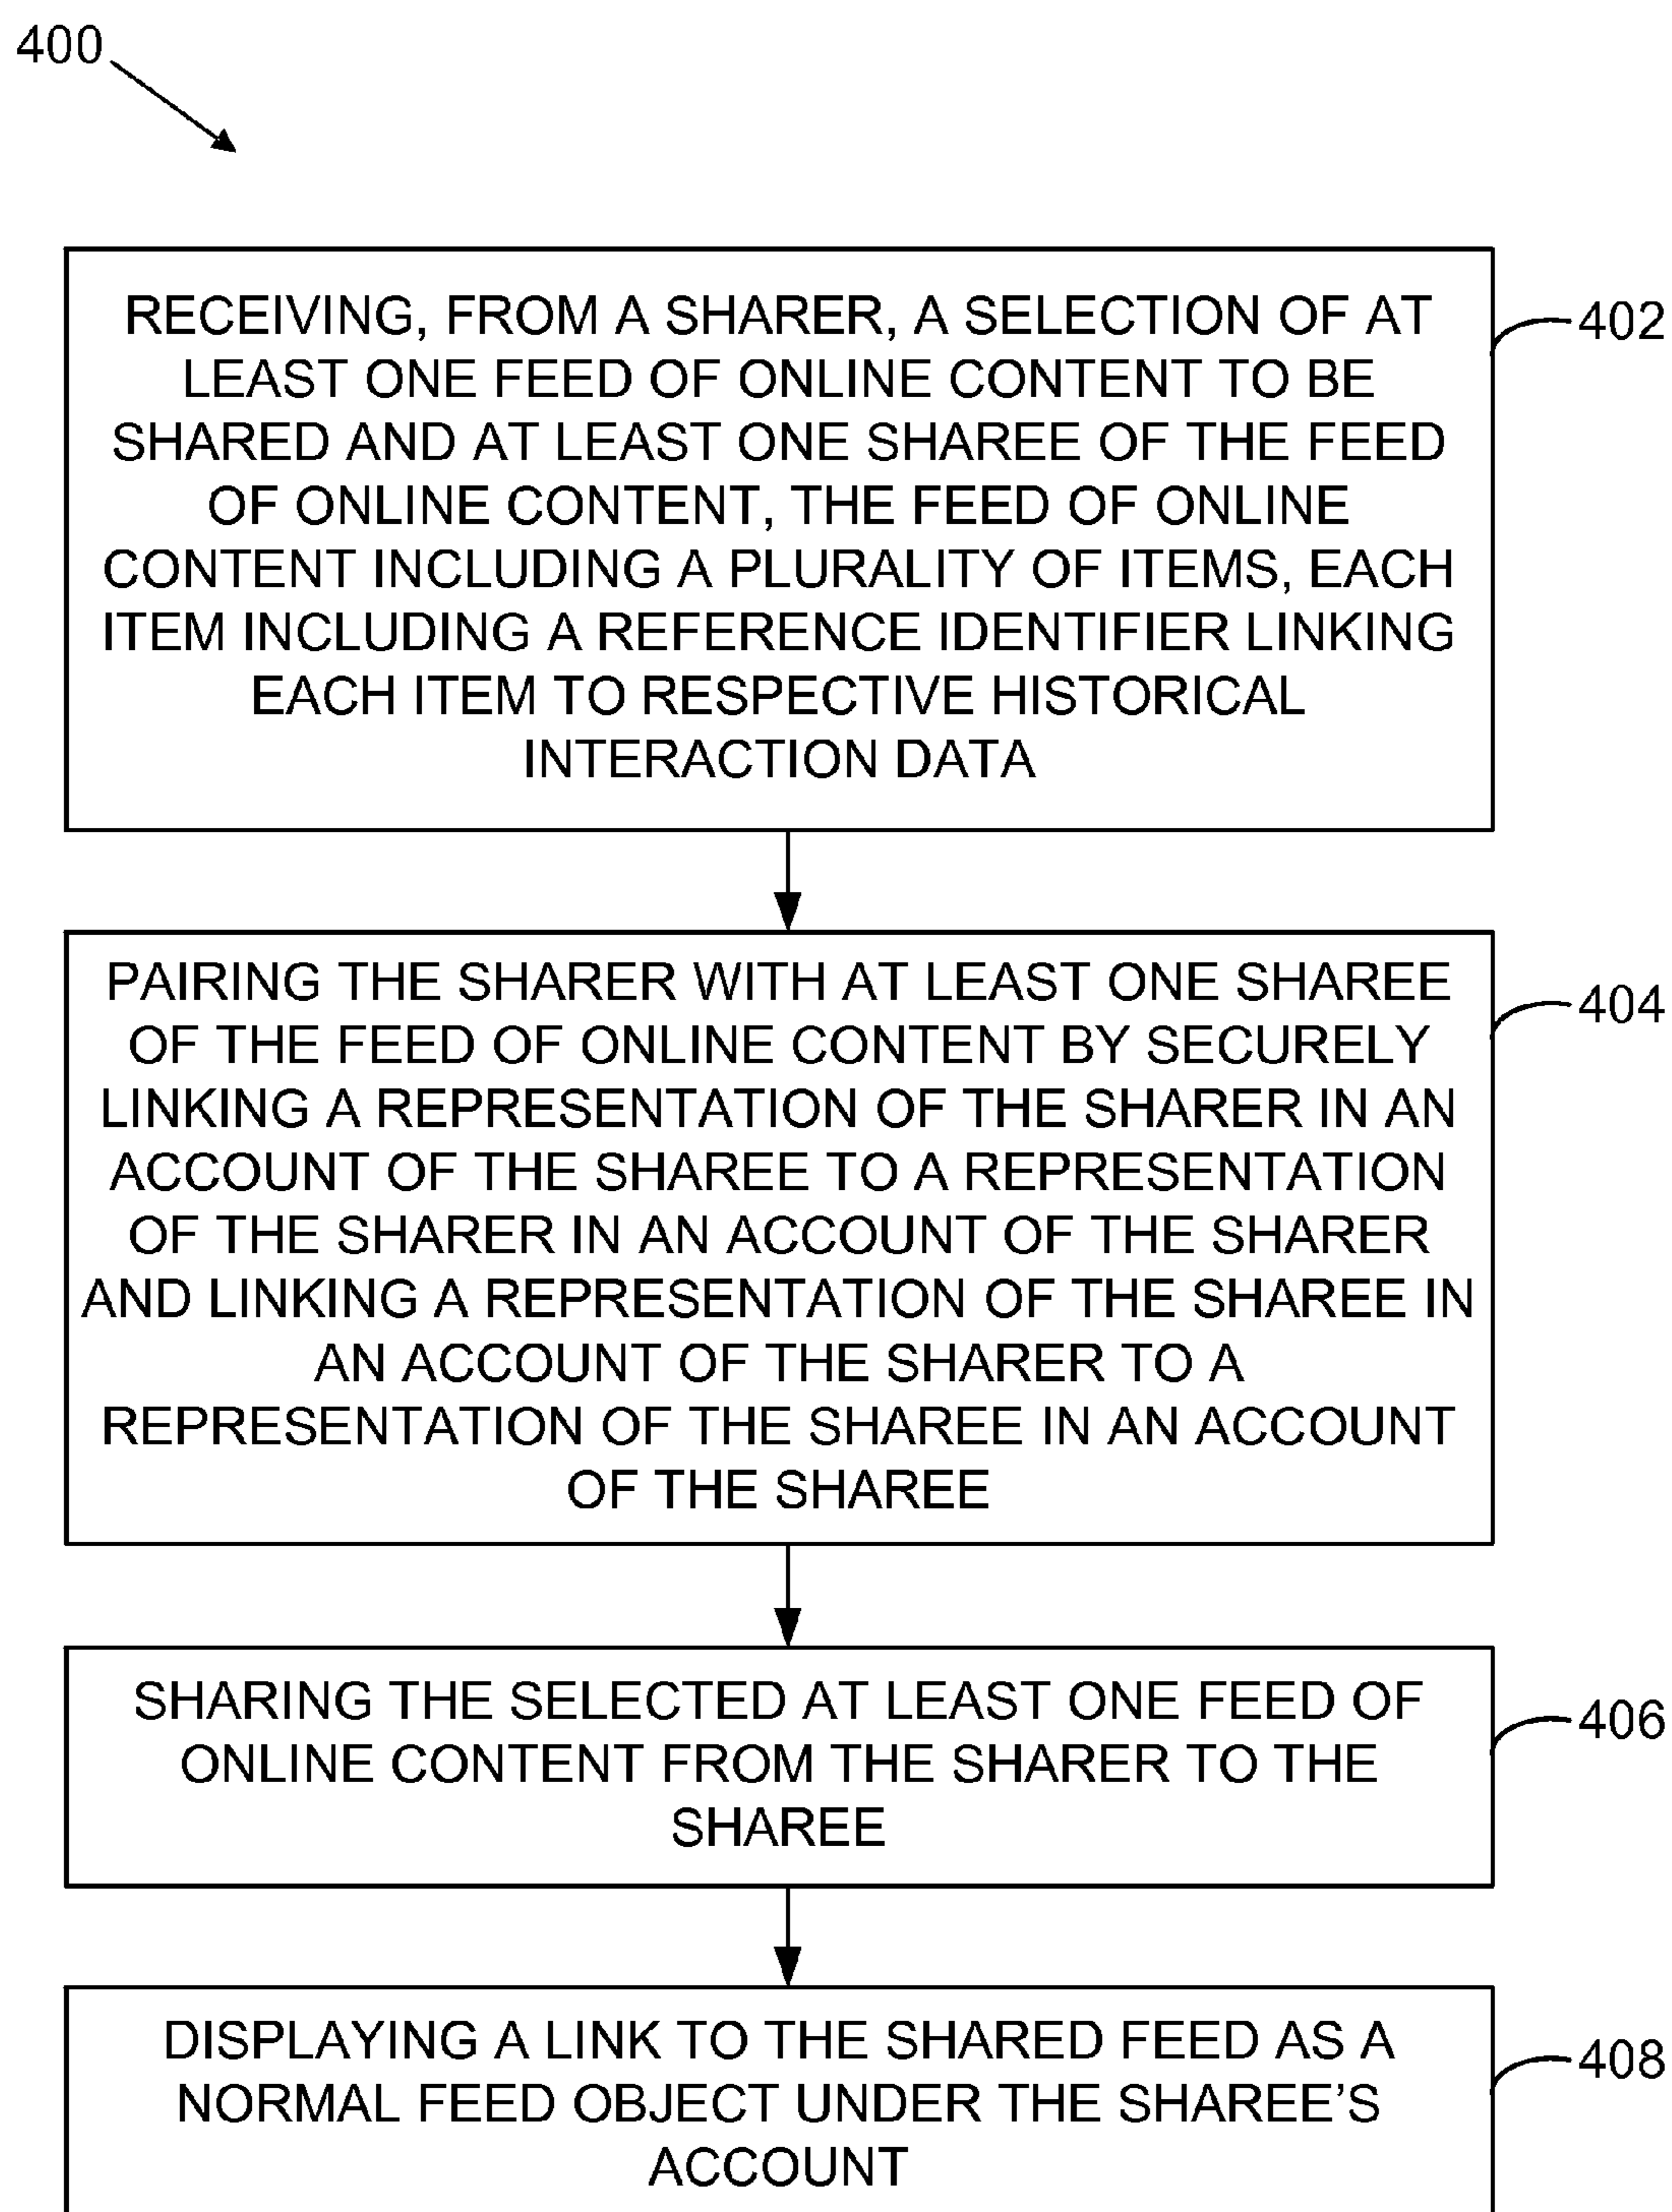 400
RECEIVING, FROM A SHARER, A SELECTION OF AT
LEAST ONE FEED OF ONLINE CONTENT TO BE
SHARED AND AT LEAST ONE SHAREE OF THE FEED
OF ONLINE CONTENT, THE FEED OF ONLINE
CONTENT INCLUDING A PLURALITY OF ITEMS, EACH
ITEM INCLUDING A REFERENCE IDENTIFIER LINKING
EACH ITEM TO RESPECTIVE HISTORICAL
INTERACTION DATA
402
PAIRING THE SHARER WITH AT LEAST ONE SHAREE
OF THE FEED OF ONLINE CONTENT BY SECURELY
LINKING A REPRESENTATION OF THE SHARER IN AN
ACCOUNT OF THE SHAREE TO A REPRESENTATION
OF THE SHARER IN AN ACCOUNT OF THE SHARER
AND LINKING A REPRESENTATION OF THE SHAREE IN
AN ACCOUNT OF THE SHARER TO A
REPRESENTATION OF THE SHAREE IN AN ACCOUNT
OF THE SHAREE
404
SHARING THE SELECTED AT LEAST ONE FEED OF
ONLINE CONTENT FROM THE SHARER TO THE
SHAREE
406
DISPLAYING A LINK TO THE SHARED FEED AS A
NORMAL FEED OBJECT UNDER THE SHAREE'S
ACCOUNT
408